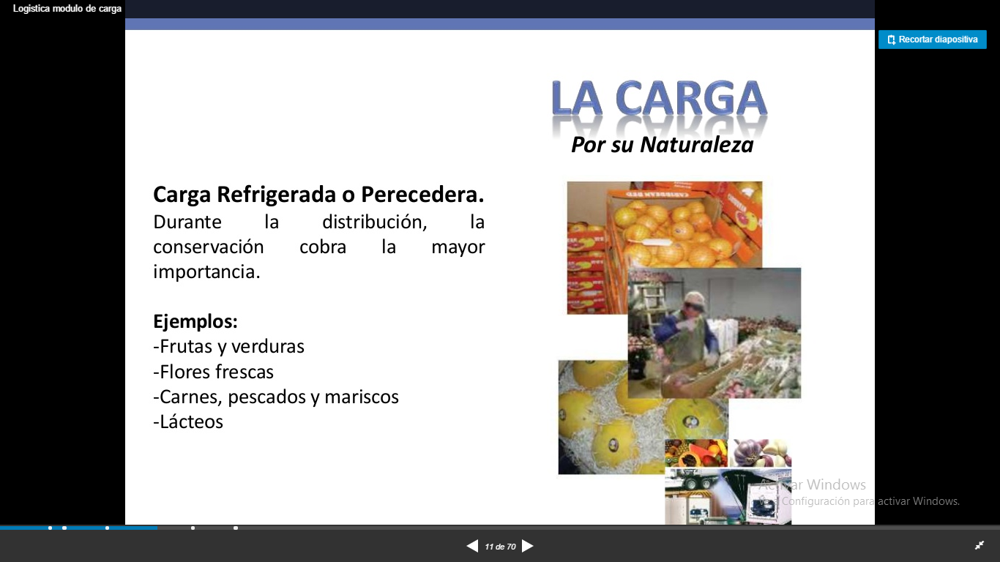 Logistica modulo de carga
Recortar diapositiva
LA CARGA
Por su Naturaleza
Carga Refrigerada o Perecedera.
Durante la distribución, la
conservación cobra la mayor
importancia.
Ejemplos:
-Frutas y verduras
-Flores frescas
-Carnes, pescados y mariscos
-Lácteos
CARIBBEAN RED
Activar Windows
Configuración para activar Windows.
11 de 70